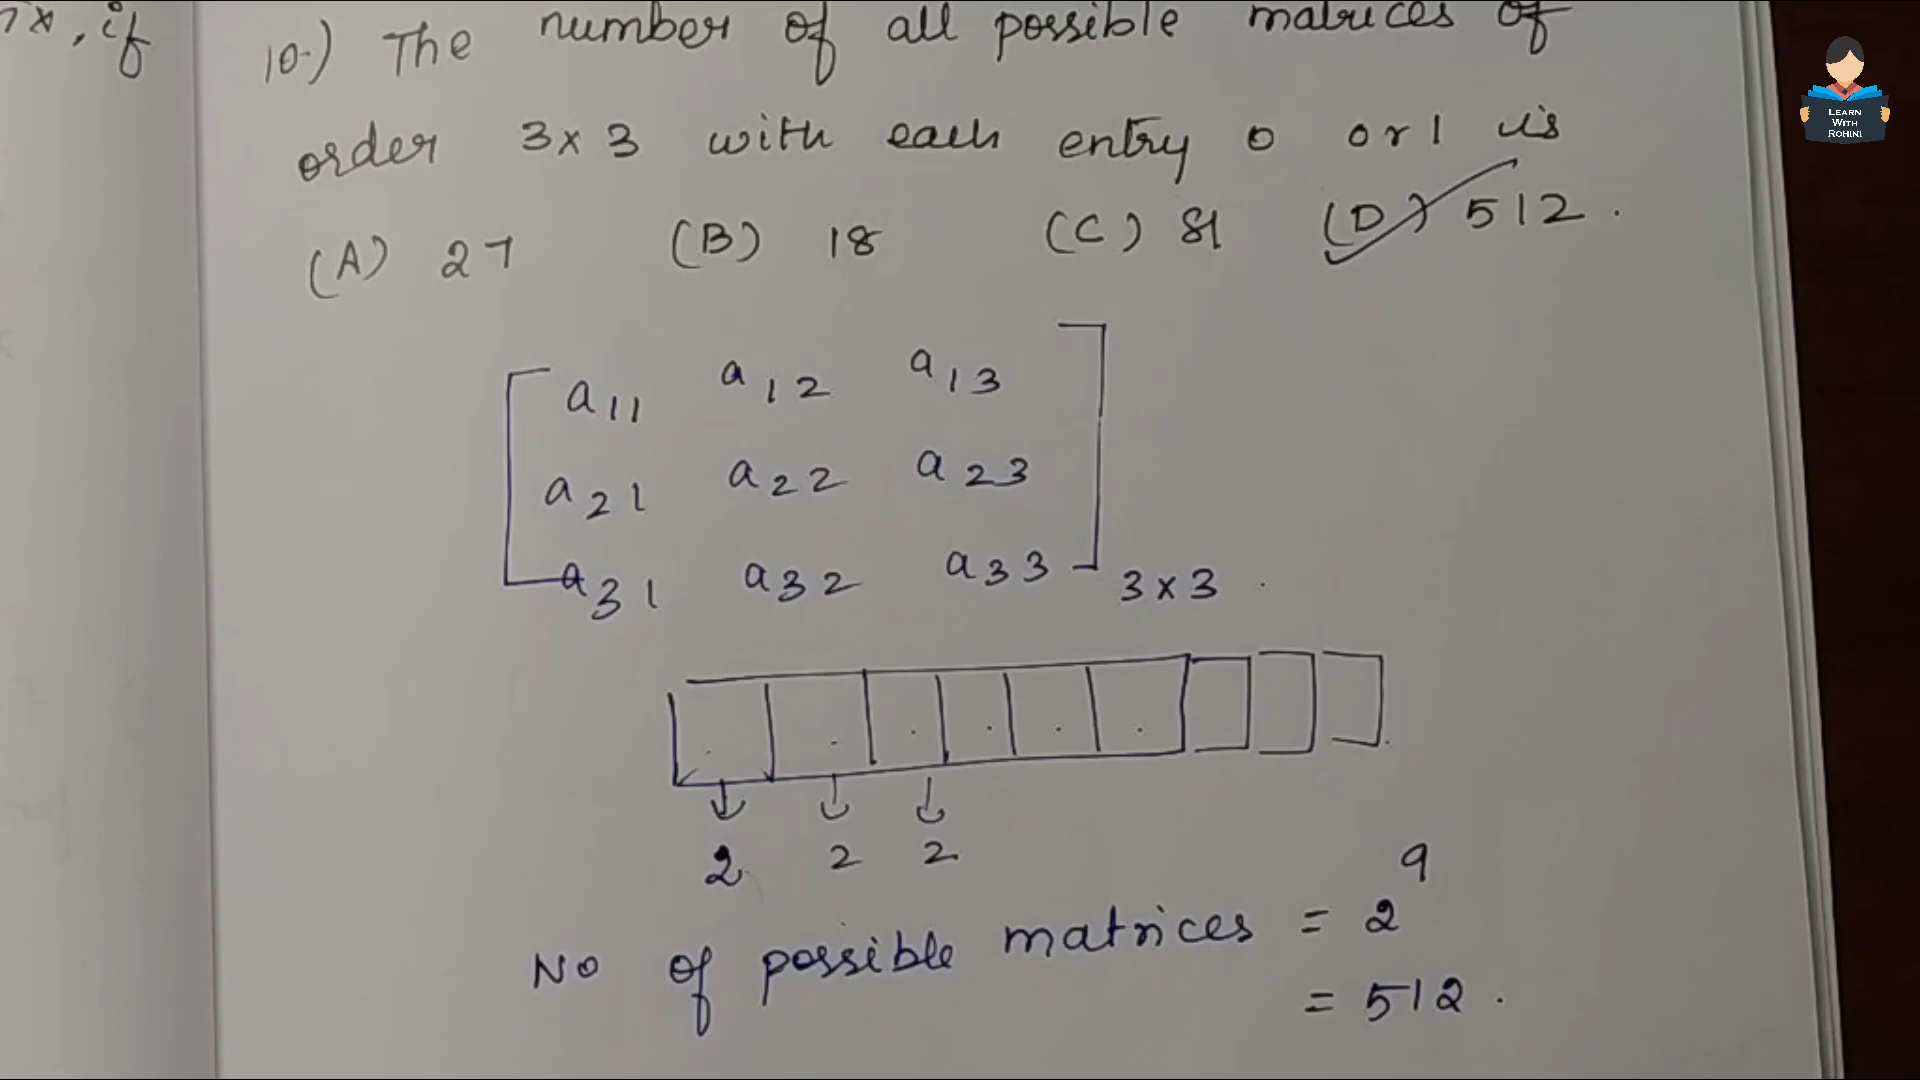 x, if
10.) The number of all possible matrices of
order 3x3 with each entry 0 or 1 is
(A) 27 (B) 18 (C) 81 (D) 512.
a11 a12 a13
a21 a22 a23
a31 a32 a33 3x3.
2 2 2
No of possible matrices = 2^9
= 512.
LEARN
WITH
ROHINI